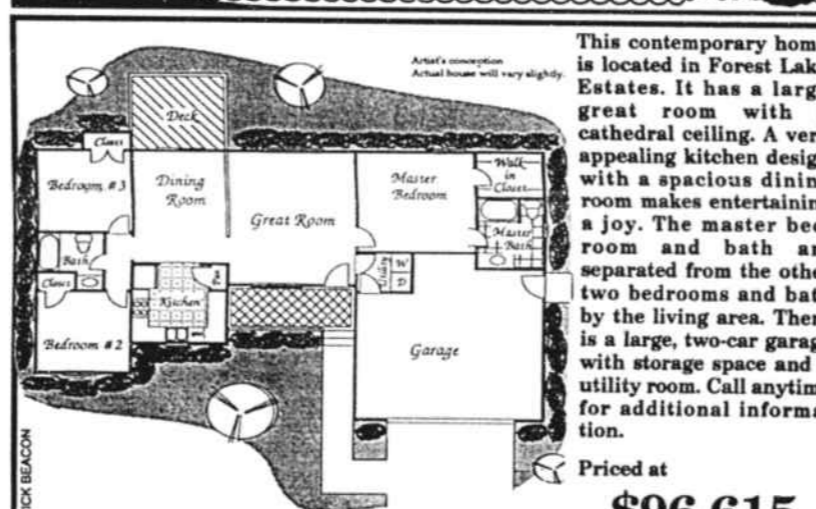 Artist's conception
Actual house will vary slightly.
Deck
Closet
Bedroom #3
Dining
Room
Great Room
Master
Bedroom
Walk
in
Closet
Master
Bath
Bath
Closet
Kitchen
Pan
Utility
W
D
Bedroom #2
Garage
This contemporary hom
is located in Forest Lak
Estates. It has a larg
great room with
cathedral ceiling. A ver
appealing kitchen desig
with a spacious dinin
room makes entertainin
a joy. The master bed
room and bath ar
separated from the othe
two bedrooms and bat
by the living area. Ther
is a large, two-car garag
with storage space and
utility room. Call anytim
for additional informa
tion.
Priced at
$96,615
ICK BEACON